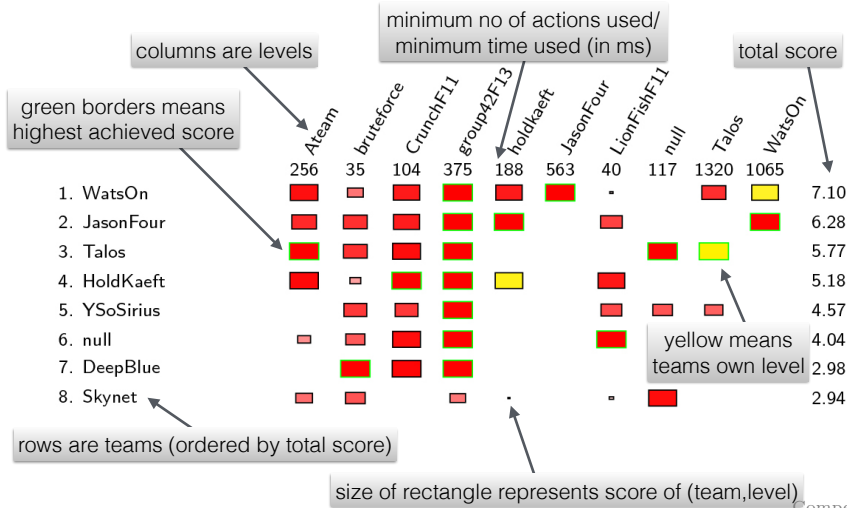 minimum no of actions used/
minimum time used (in ms)
columns are levels
total score
green borders means
highest achieved score
Ateam
bruteforce
CrunchF11
group42F13
holdkaeft
JasonFour
LionFishF11
null
Talos
WatsOn
256 35 104 375 188 563 40 117 1320 1065
1. WatsOn 7.10
2. JasonFour 6.28
3. Talos 5.77
4. HoldKaeft 5.18
5. YSoSirius 4.57
6. null 4.04
7. DeepBlue 2.98
8. Skynet 2.94
yellow means
teams own level
rows are teams (ordered by total score)
size of rectangle represents score of (team,level)